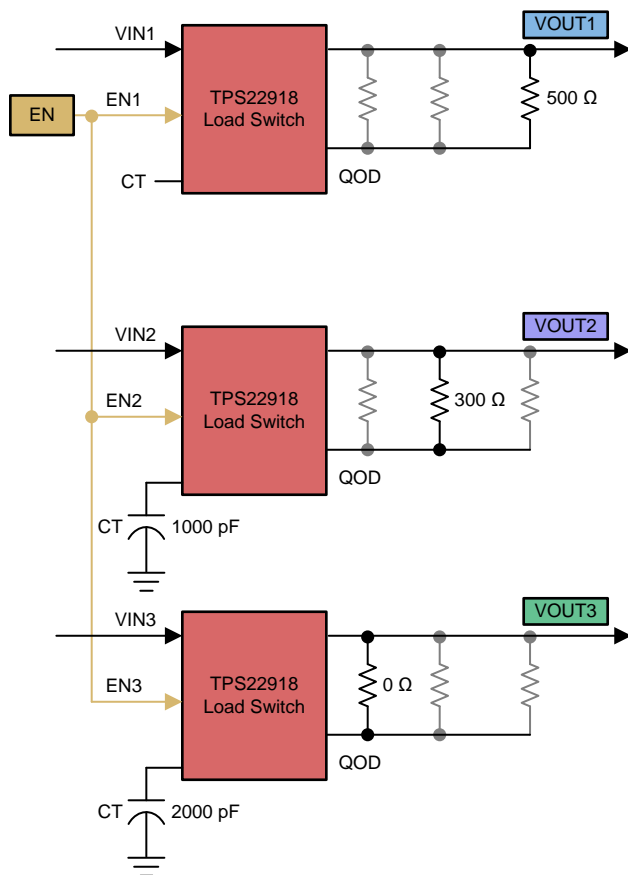 VIN1
VOUT1
EN
EN1
TPS22918
Load Switch
500 Ω
CT
QOD
VIN2
VOUT2
EN2
TPS22918
Load Switch
300 Ω
QOD
CT
1000 pF
VIN3
VOUT3
EN3
TPS22918
Load Switch
0 Ω
QOD
CT
2000 pF